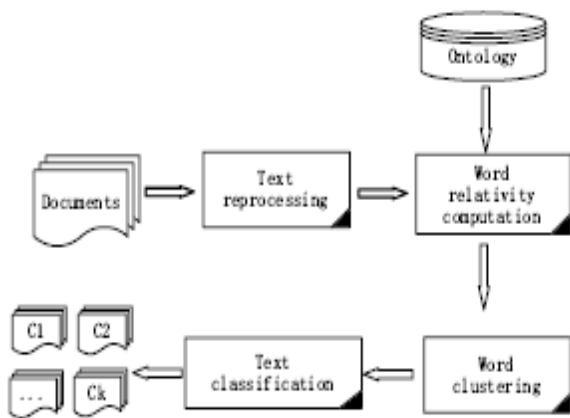 Ontology
Documents
Text
reprocessing
Word
relativity
computation
Word
clustering
Text
classification
C1
C2
...
Ck